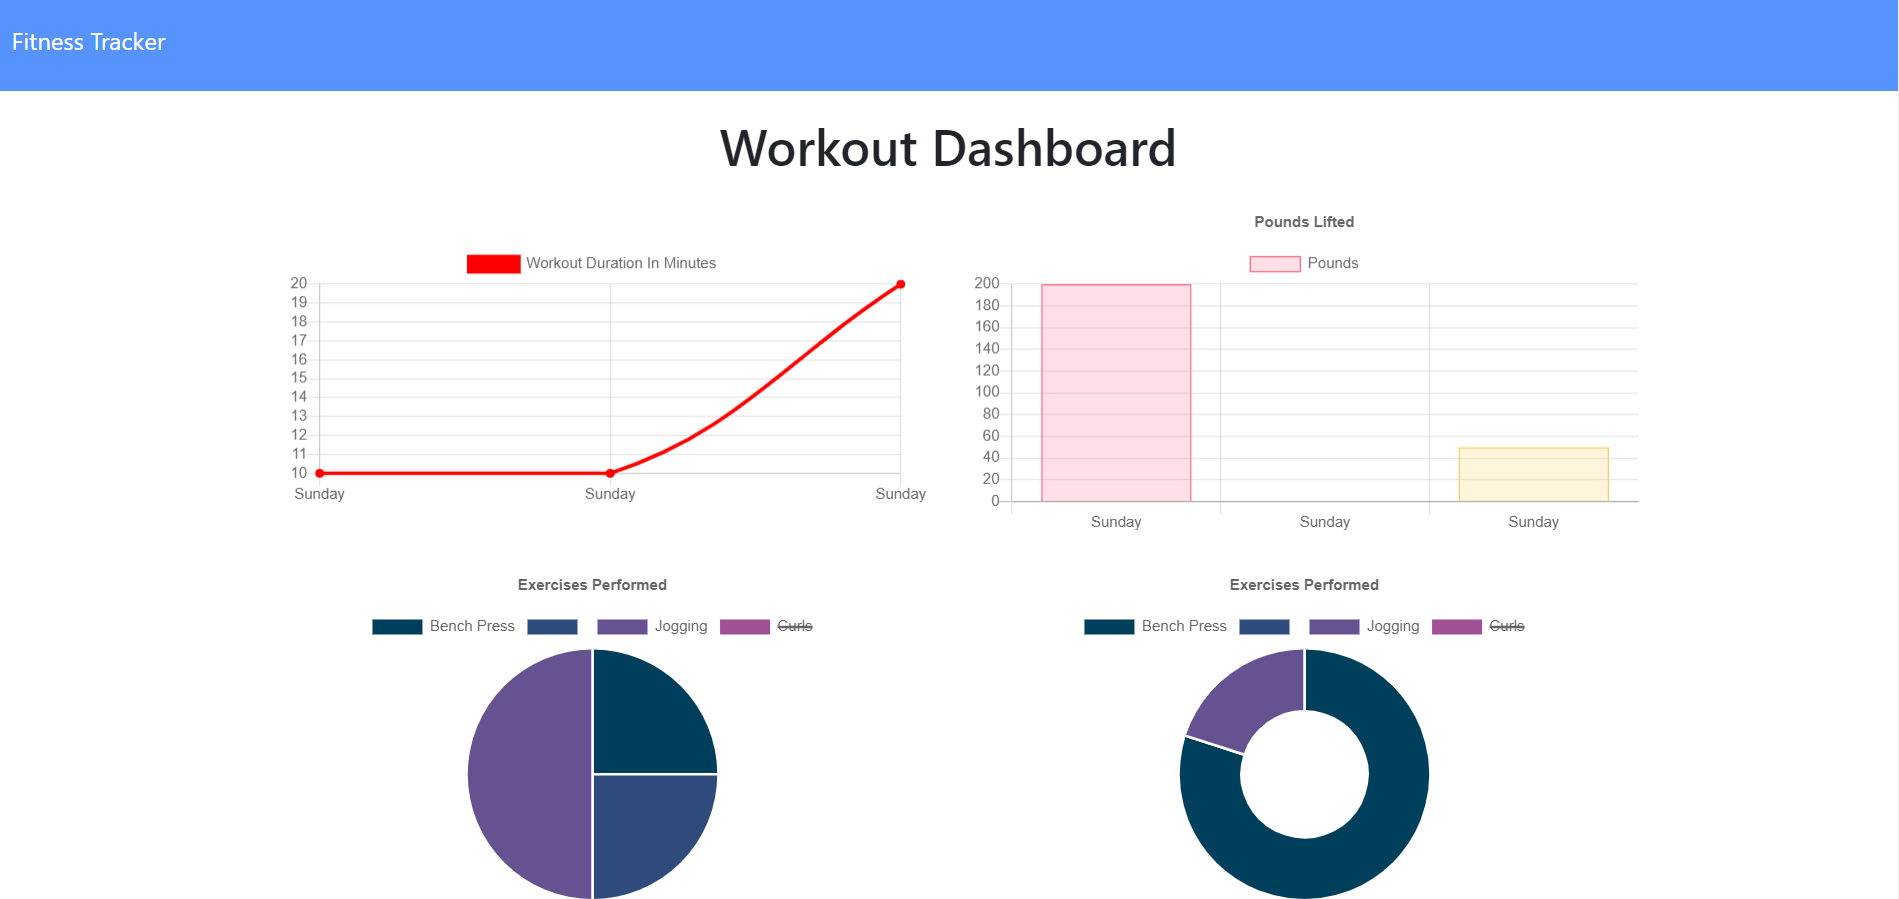 Fitness Tracker
Workout Dashboard
Workout Duration In Minutes
20
19
18
17
16
15
14
13
12
11
10
Sunday Sunday Sunday
Pounds Lifted
Pounds
200
180
160
140
120
100
80
60
40
20
0
Sunday Sunday Sunday
Exercises Performed
Bench Press Jogging Curls
Exercises Performed
Bench Press Jogging Curls